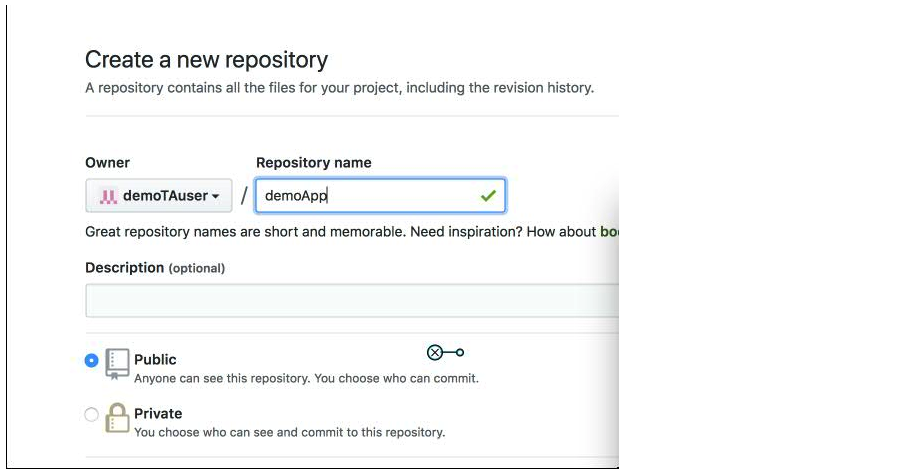 Create a new repository
A repository contains all the files for your project, including the revision history.
Owner
Repository name
demoTAuser
/
demoApp
Great repository names are short and memorable. Need inspiration? How about
Description (optional)
Public
Anyone can see this repository. You choose who can commit.
Private
You choose who can see and commit to this repository.